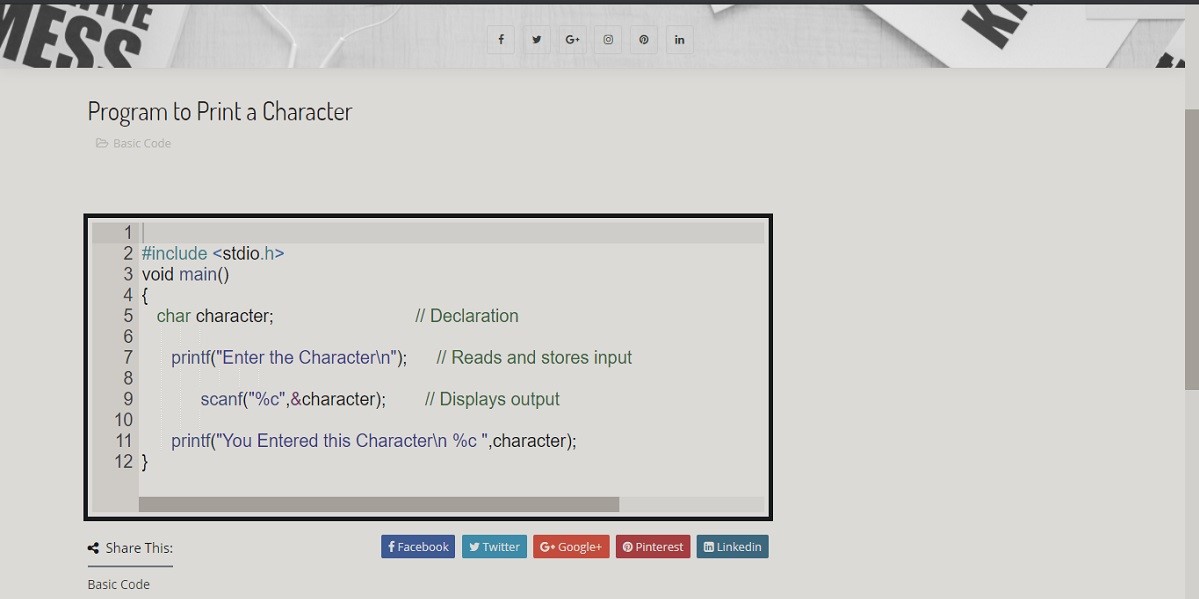 Program to Print a Character
Basic Code
1
2 #include <stdio.h>
3 void main()
4 {
5 char character; // Declaration
6
7 printf("Enter the Character\n"); // Reads and stores input
8
9 scanf("%c",&character); // Displays output
10
11 printf("You Entered this Character\n %c ",character);
12 }
Share This: Facebook Twitter Google+ Pinterest Linkedin
Basic Code